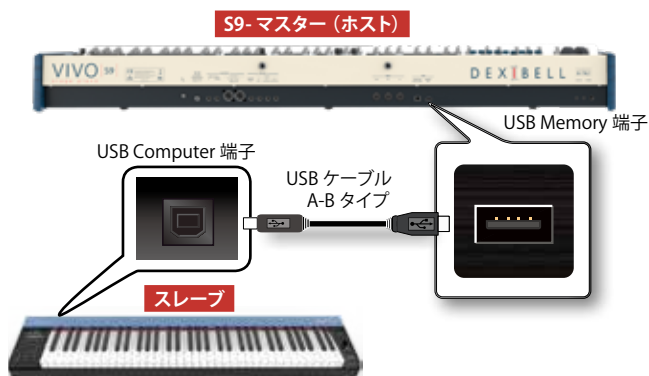 S9- マスター（ホスト）
VIVO S9
DEXIBELL
USB Memory 端子
USB Computer 端子
USB ケーブル
A-B タイプ
スレーブ